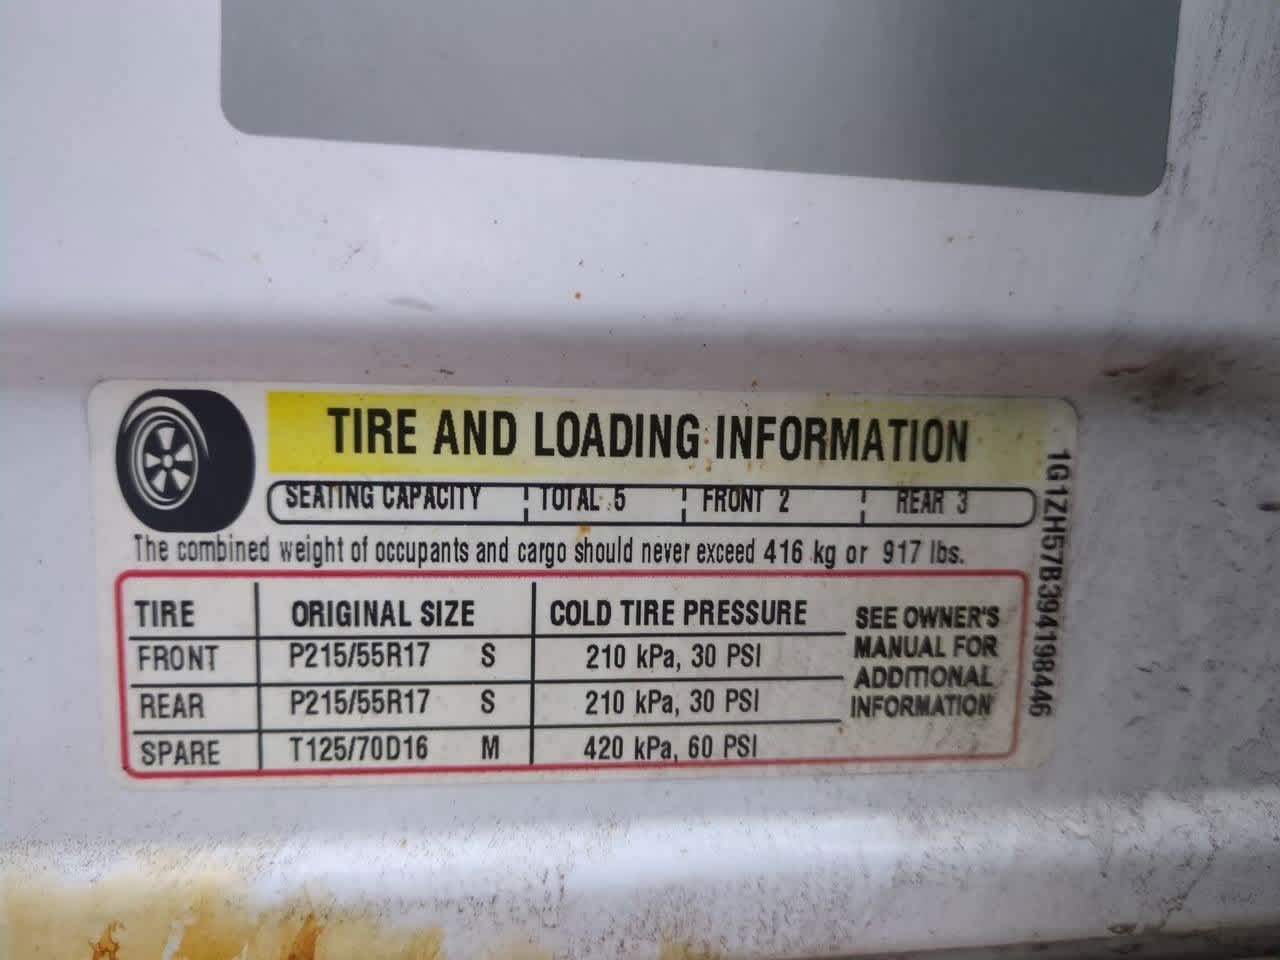 TIRE AND LOADING INFORMATION
SEATING CAPACITY TOTAL 5 FRONT 2 REAR 3
The combined weight of occupants and cargo should never exceed 416 kg or 917 lbs.
TIRE ORIGINAL SIZE COLD TIRE PRESSURE
FRONT P215/55R17 S 210 kPa, 30 PSI
REAR P215/55R17 S 210 kPa, 30 PSI
SPARE T125/70D16 M 420 kPa, 60 PSI
SEE OWNER'S
MANUAL FOR
ADDITIONAL
INFORMATION
1G1ZH57B394198446